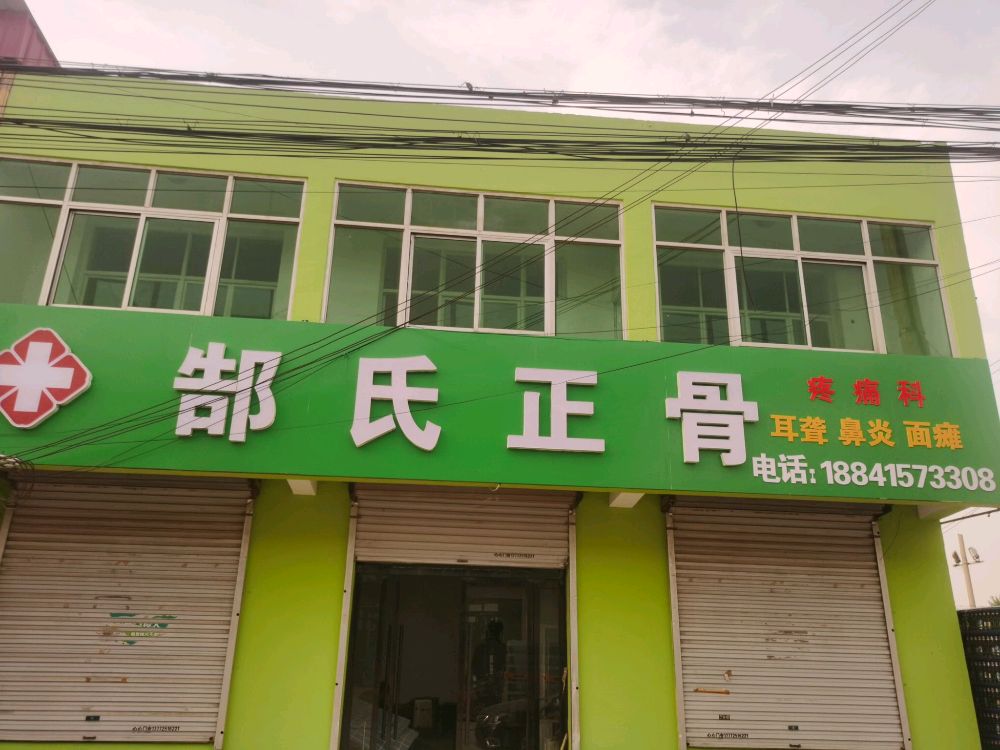 郜氏正骨
疼痛科
耳聋 鼻炎 面瘫
电话：18841573308